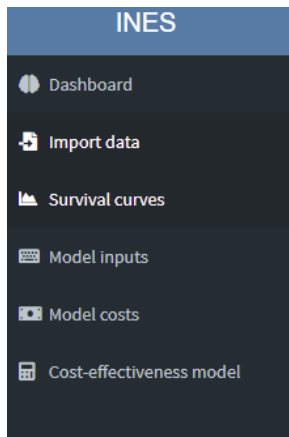 INES
Dashboard
Import data
Survival curves
Model inputs
Model costs
Cost-effectiveness model